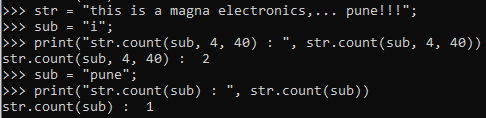 >>> str = "this is a magna electronics,... pune!!!";
>>> sub = "i";
>>> print("str.count(sub, 4, 40) : ", str.count(sub, 4, 40))
str.count(sub, 4, 40) :  2
>>> sub = "pune";
>>> print("str.count(sub) : ", str.count(sub))
str.count(sub) :  1